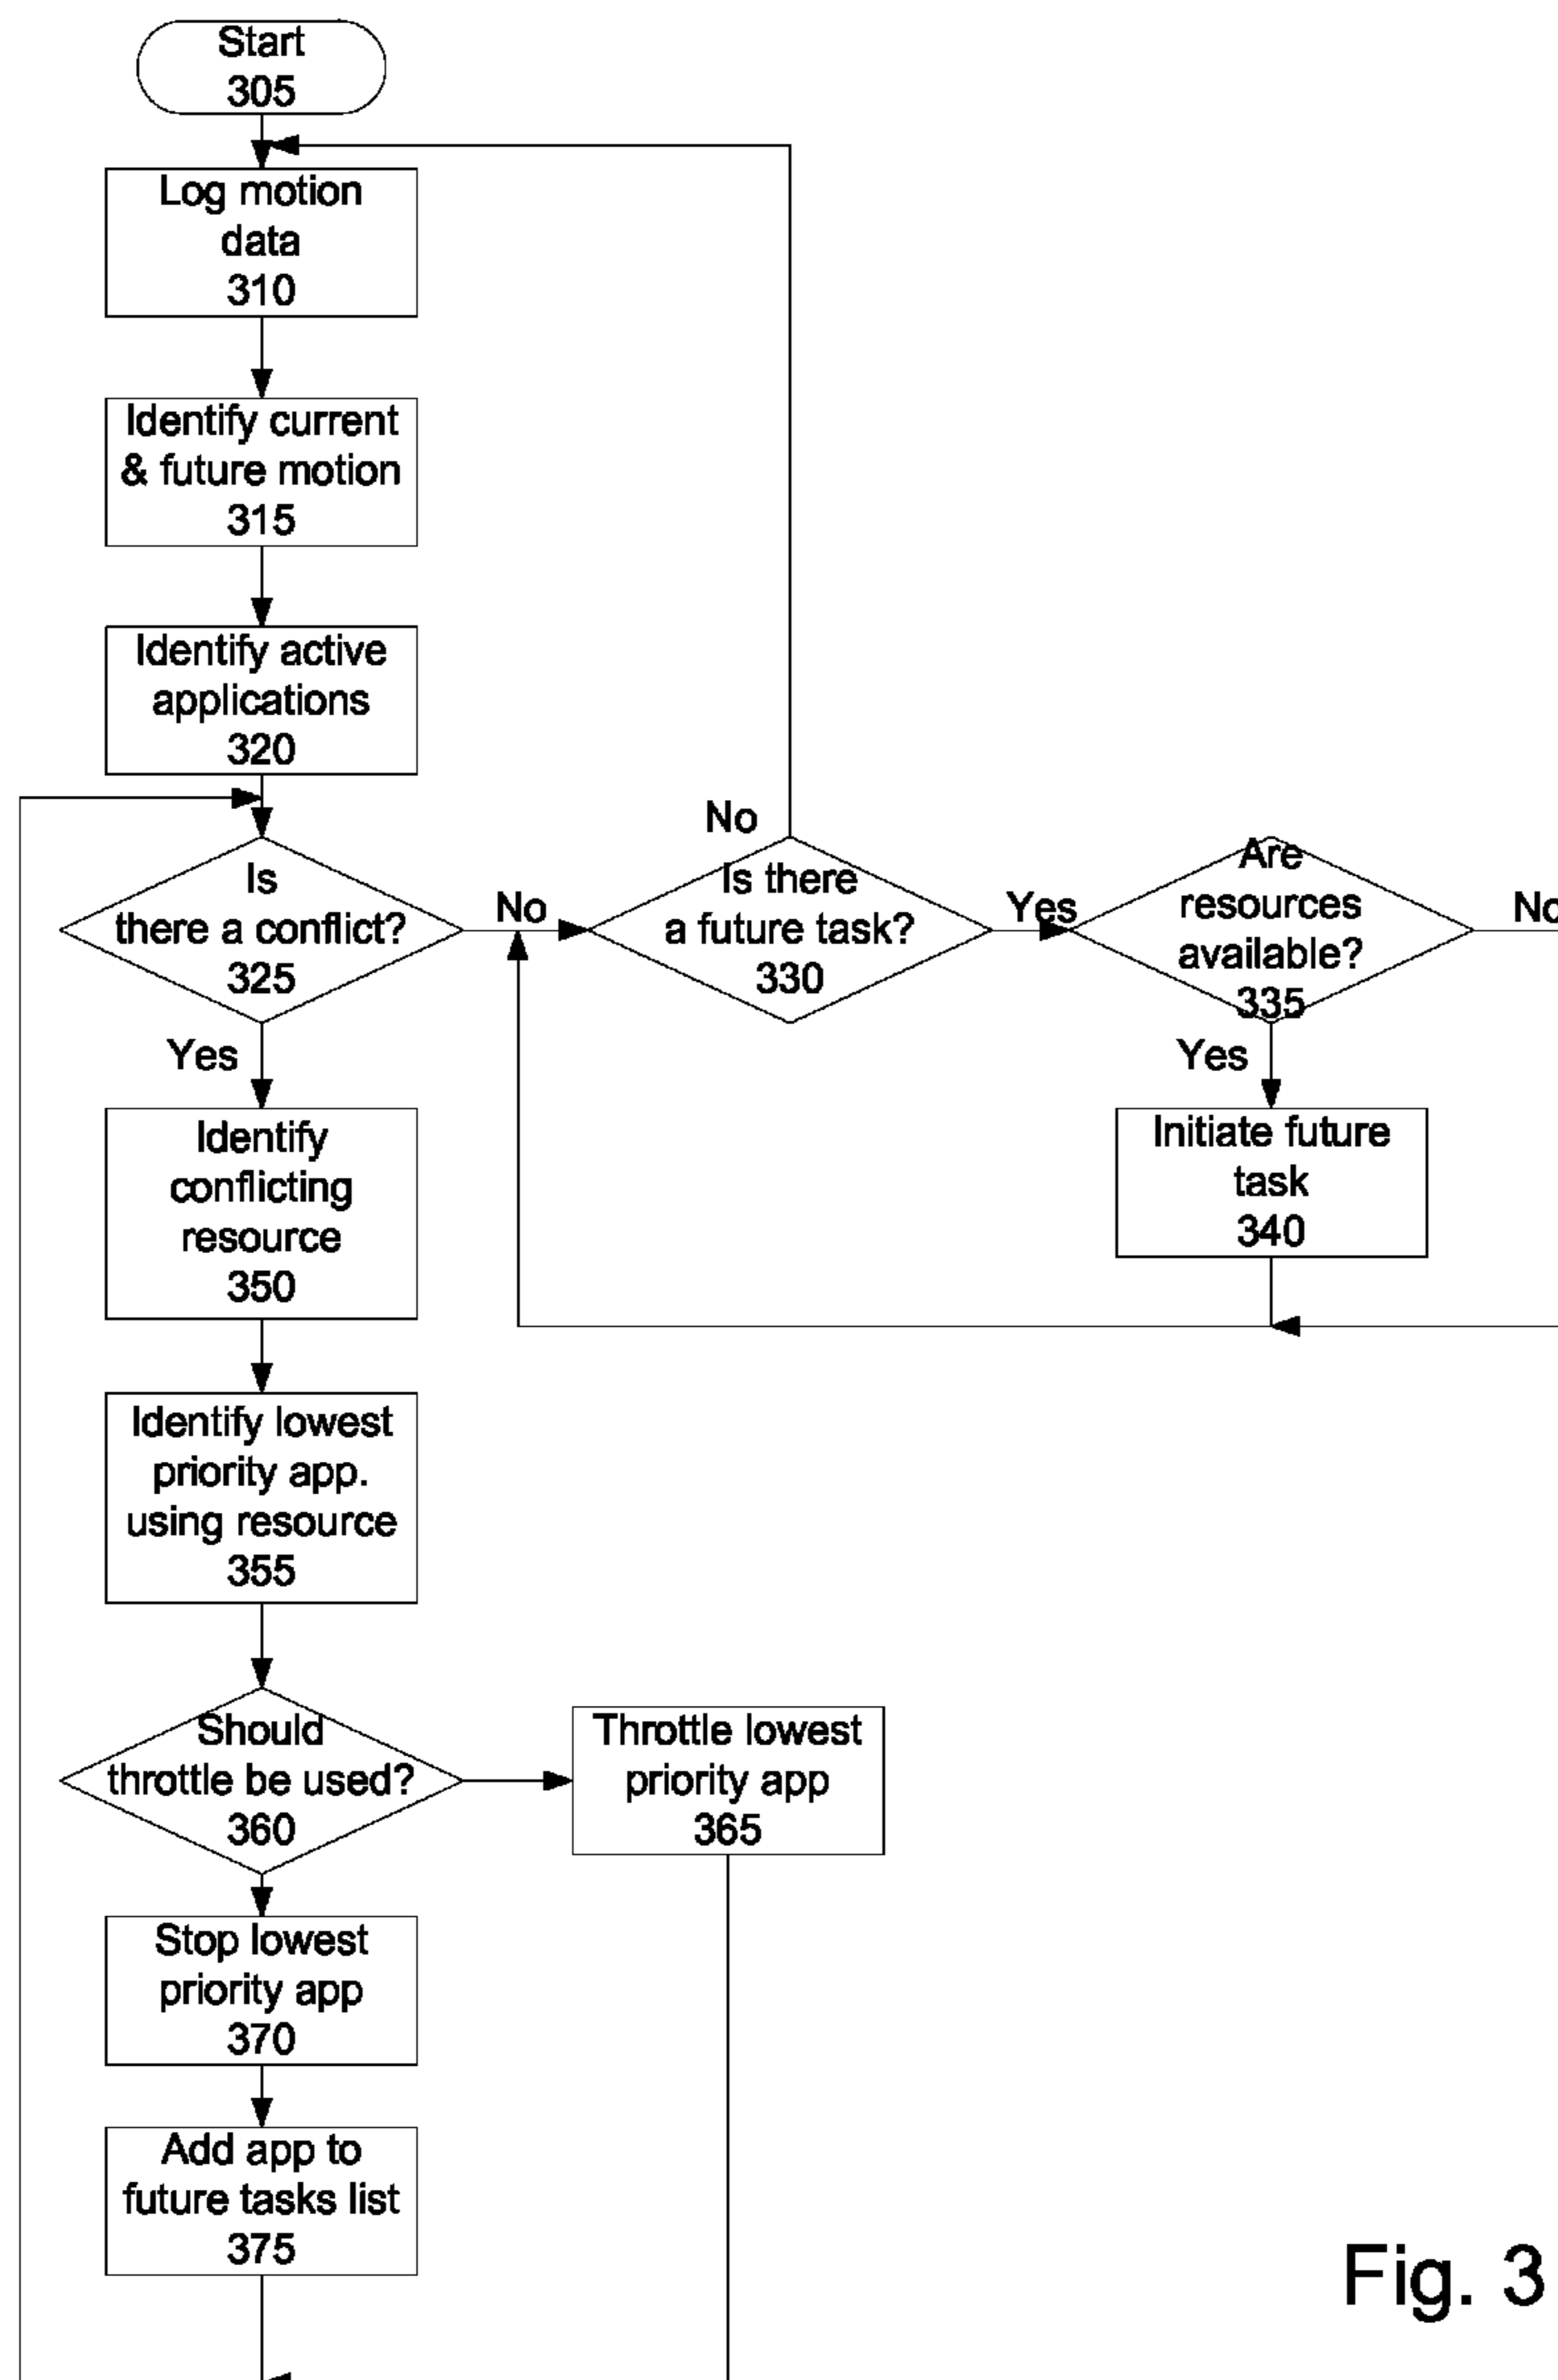 Start
305
Log motion
data
310
Identify current
& future motion
315
Identify active
applications
320
Is
there a conflict?
325
No
Is there
a future task?
330
No
Yes
Are
resources
available?
335
No
Yes
Initiate future
task
340
Yes
Identify
conflicting
resource
350
Identify lowest
priority app.
using resource
355
Should
throttle be used?
360
Throttle lowest
priority app
365
Stop lowest
priority app
370
Add app to
future tasks list
375
Fig. 3